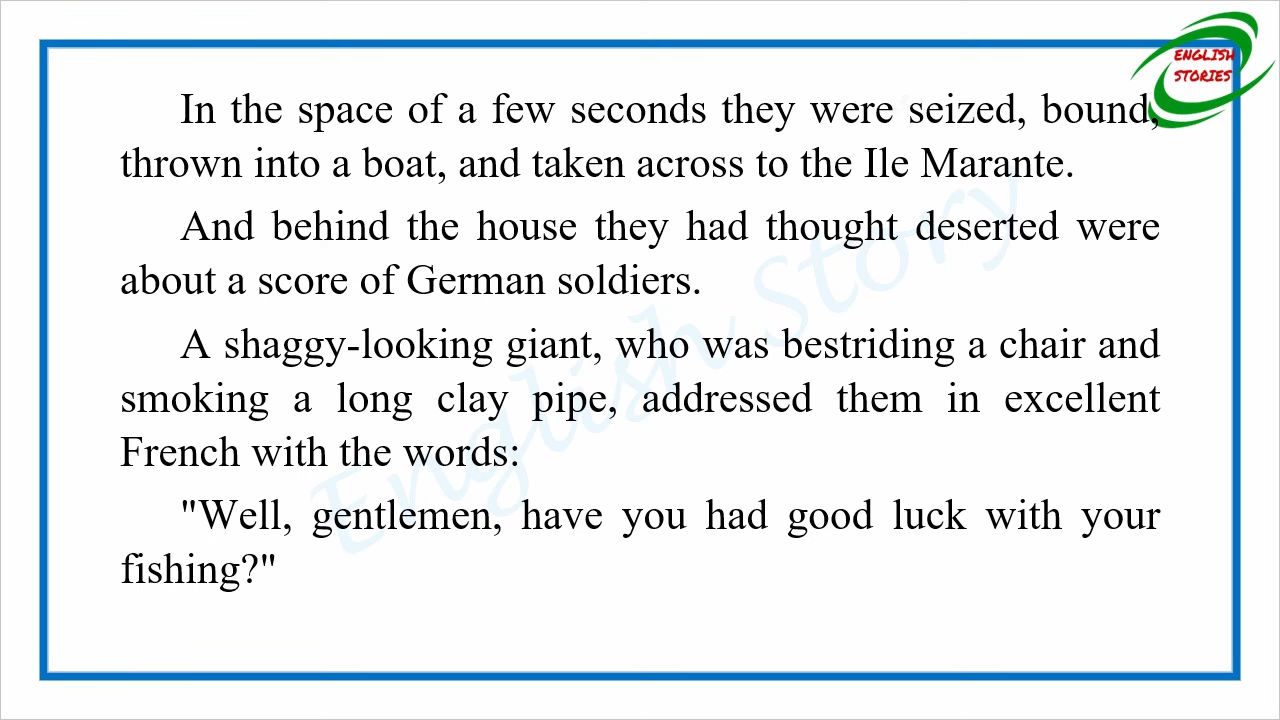 ENGLISH
STORIES
In the space of a few seconds they were seized, bound,
thrown into a boat, and taken across to the Ile Marante.
And behind the house they had thought deserted were
about a score of German soldiers.
A shaggy-looking giant, who was bestriding a chair and
smoking a long clay pipe, addressed them in excellent
French with the words:
"Well, gentlemen, have you had good luck with your
fishing?"
English Story